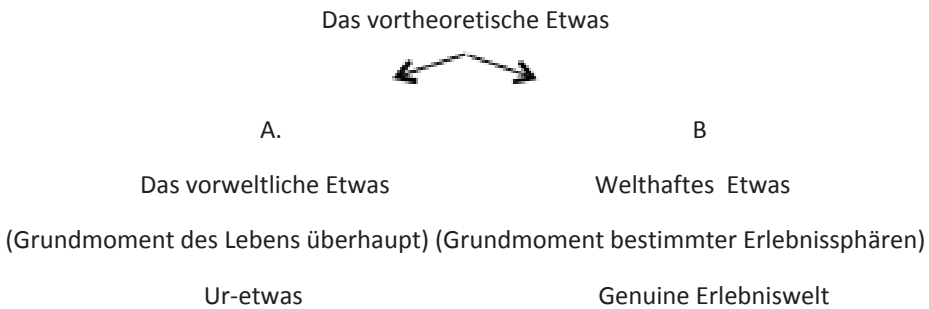 Das vortheoretische Etwas
A. B
Das vorweltliche Etwas Welthaftes Etwas
(Grundmoment des Lebens überhaupt) (Grundmoment bestimmter Erlebnissphären)
Ur-etwas Genuine Erlebniswelt